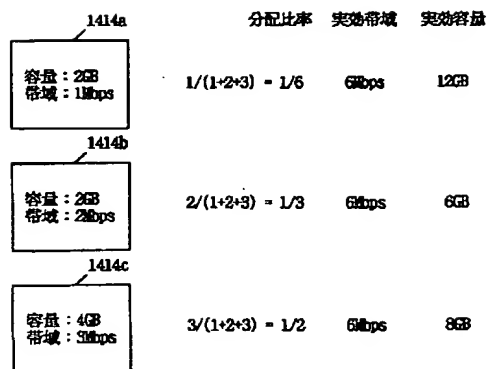 1414a 分配比率 実効帯域 実効容量
容量：2GB
帯域：1Mbps
1/(1+2+3) = 1/6 6Mbps 12GB
1414b
容量：2GB
帯域：2Mbps
2/(1+2+3) = 1/3 6Mbps 6GB
1414c
容量：4GB
帯域：3Mbps
3/(1+2+3) = 1/2 6Mbps 8GB